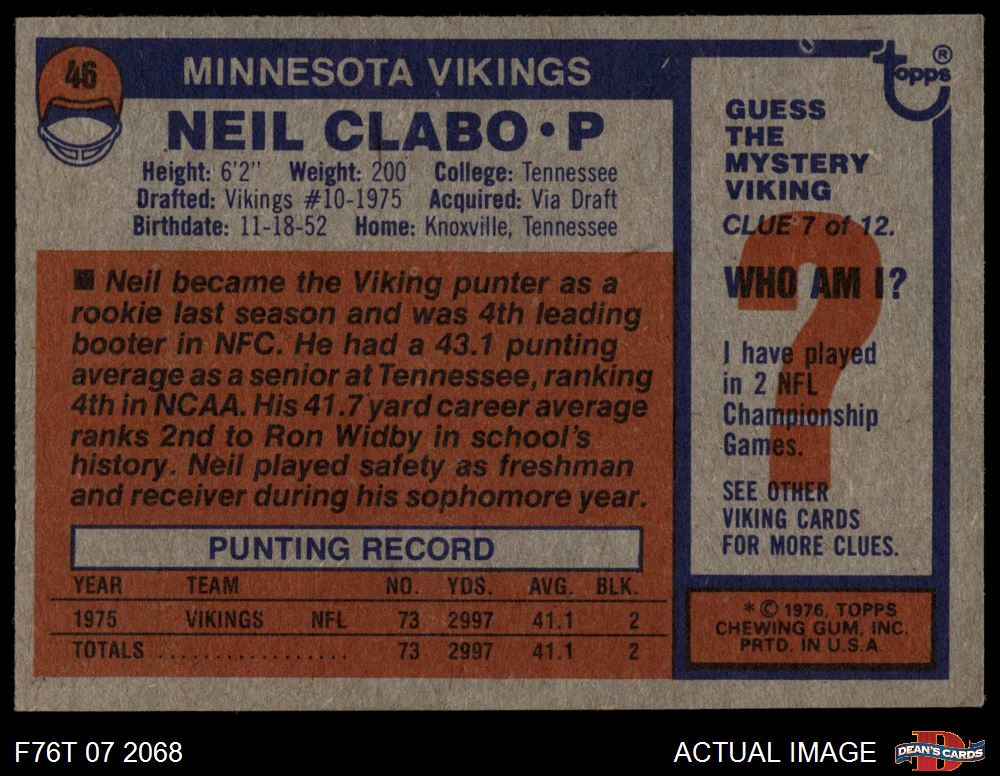 46
MINNESOTA VIKINGS
NEIL CLABO • P
Height: 6'2" Weight: 200 College: Tennessee
Drafted: Vikings #10-1975 Acquired: Via Draft
Birthdate: 11-18-52 Home: Knoxville, Tennessee
■ Neil became the Viking punter as a
rookie last season and was 4th leading
booter in NFC. He had a 43.1 punting
average as a senior at Tennessee, ranking
4th in NCAA. His 41.7 yard career average
ranks 2nd to Ron Widby in school's
history. Neil played safety as freshman
and receiver during his sophomore year.
PUNTING RECORD
YEAR TEAM NO. YDS. AVG. BLK.
1975 VIKINGS NFL 73 2997 41.1 2
TOTALS .................. 73 2997 41.1 2
topps®
GUESS
THE
MYSTERY
VIKING
CLUE 7 of 12.
?
WHO AM I?
I have played
in 2 NFL
Championship
Games.
SEE OTHER
VIKING CARDS
FOR MORE CLUES.
* © 1976, TOPPS
CHEWING GUM, INC.
PRTD. IN U.S.A.
F76T 07 2068
ACTUAL IMAGE
D
DEAN'S CARDS